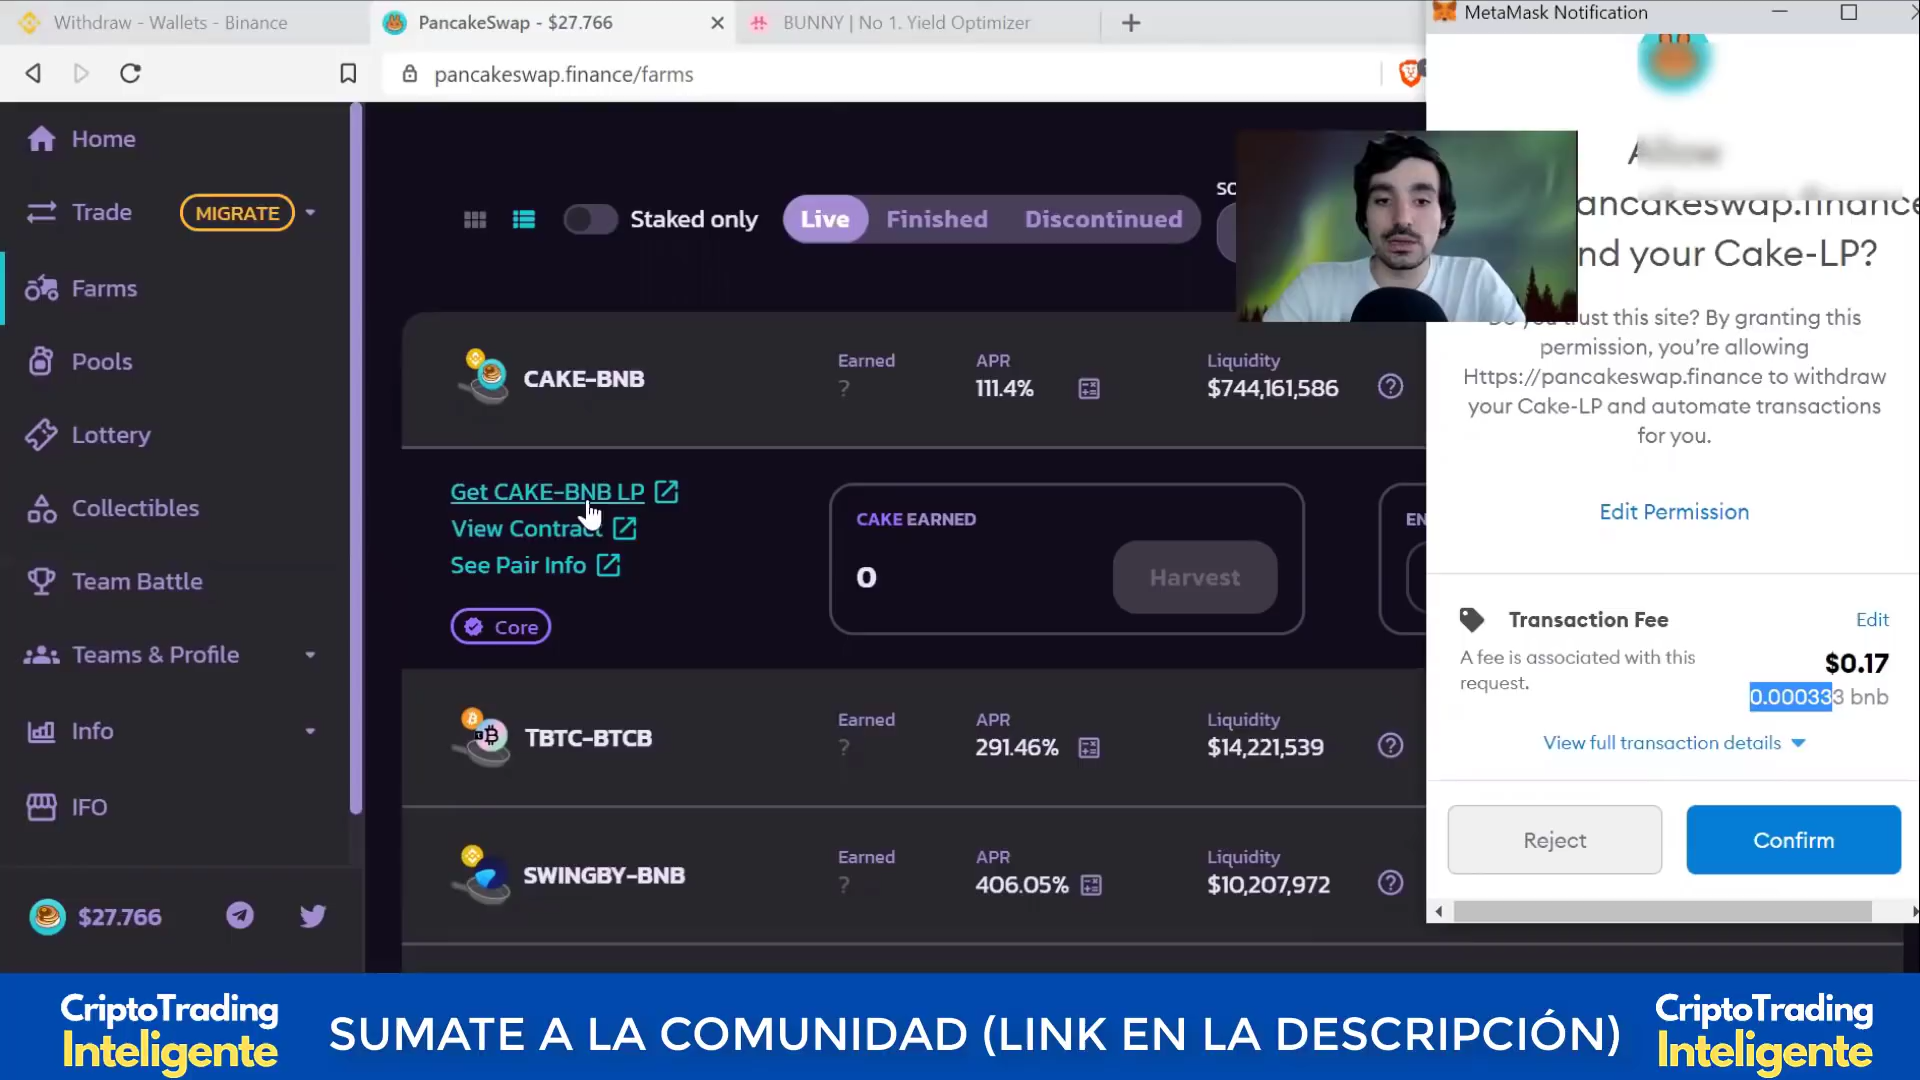 Withdraw - Wallets - Binance
PancakeSwap - $27.766
BUNNY | No 1. Yield Optimizer
MetaMask Notification
pancakeswap.finance/farms
Home
Trade
MIGRATE
Farms
Pools
Lottery
Collectibles
Team Battle
Teams & Profile
Info
IFO
$27.766
Staked only
Live
Finished
Discontinued
CAKE-BNB
Earned
?
APR
111.4%
Liquidity
$744,161,586
Get CAKE-BNB LP
View Contract
See Pair Info
Core
CAKE EARNED
0
Harvest
TBTC-BTCB
Earned
?
APR
291.46%
Liquidity
$14,221,539
SWINGBY-BNB
Earned
?
APR
406.05%
Liquidity
$10,207,972
your Cake-LP?
trust this site? By granting this
permission, you're allowing
Https://pancakeswap.finance to withdraw
your Cake-LP and automate transactions
for you.
Edit Permission
Transaction Fee
Edit
A fee is associated with this
request.
$0.17
0.000333 bnb
View full transaction details
Reject
Confirm
CriptoTrading
Inteligente
SUMATE A LA COMUNIDAD (LINK EN LA DESCRIPCIÓN)
CriptoTrading
Inteligente